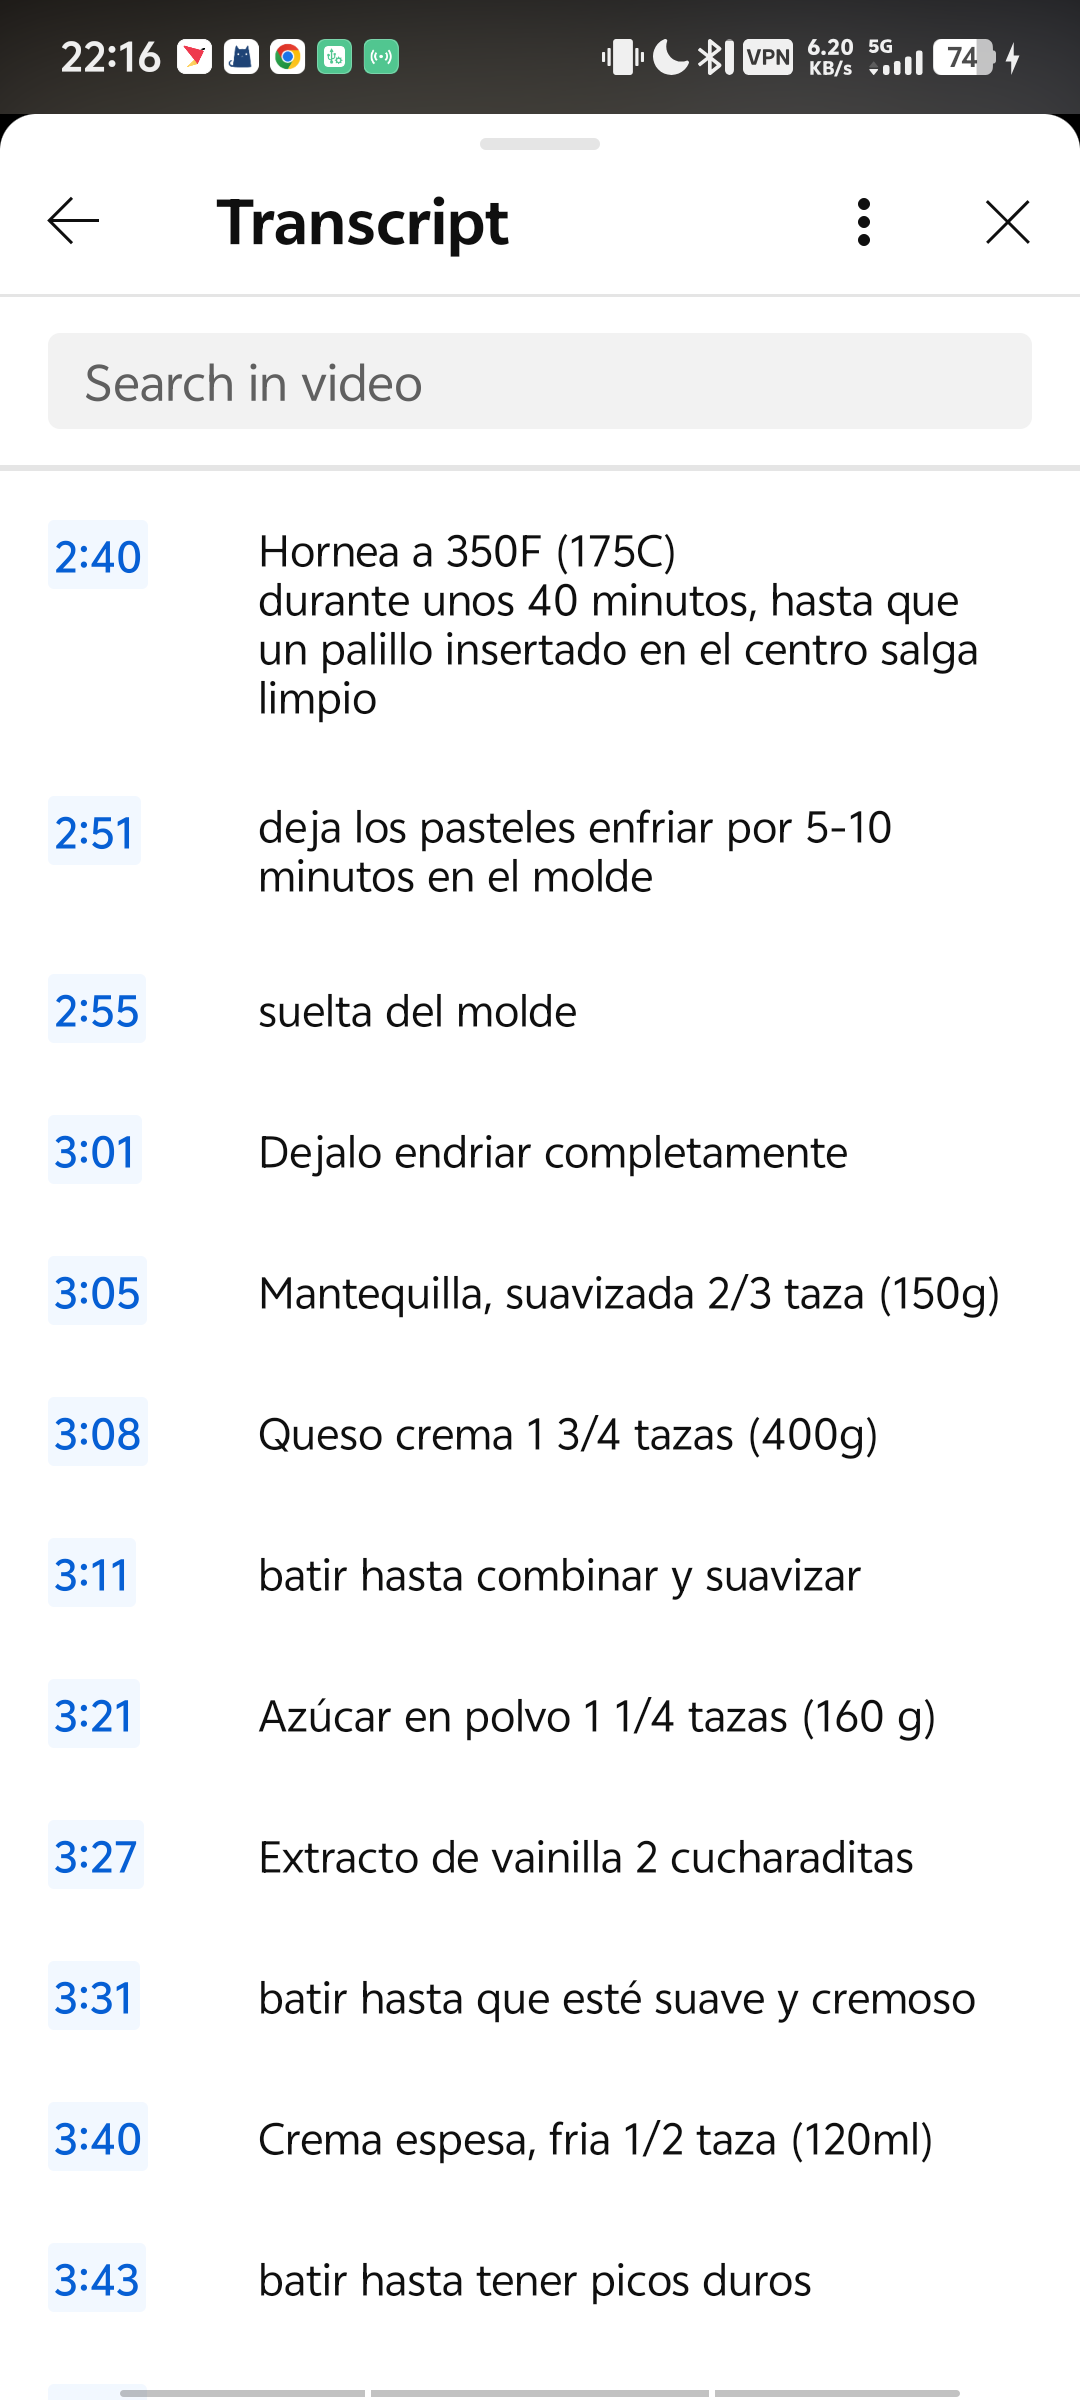 22:16
VPN
6.20
KB/s
5G
74
Transcript
Search in video
2:40
Hornea a 350F (175C)
durante unos 40 minutos, hasta que
un palillo insertado en el centro salga
limpio
2:51
deja los pasteles enfriar por 5-10
minutos en el molde
2:55
suelta del molde
3:01
Dejalo endriar completamente
3:05
Mantequilla, suavizada 2/3 taza (150g)
3:08
Queso crema 1 3/4 tazas (400g)
3:11
batir hasta combinar y suavizar
3:21
Azúcar en polvo 1 1/4 tazas (160 g)
3:27
Extracto de vainilla 2 cucharaditas
3:31
batir hasta que esté suave y cremoso
3:40
Crema espesa, fria 1/2 taza (120ml)
3:43
batir hasta tener picos duros